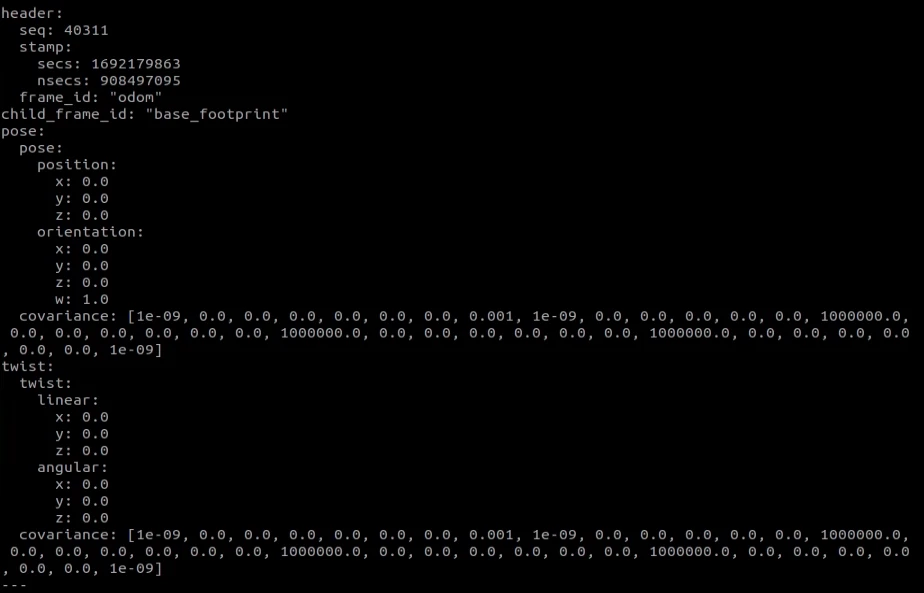 header:
  seq: 40311
  stamp:
    secs: 1692179863
    nsecs: 908497095
  frame_id: "odom"
child_frame_id: "base_footprint"
pose:
  pose:
    position:
      x: 0.0
      y: 0.0
      z: 0.0
    orientation:
      x: 0.0
      y: 0.0
      z: 0.0
      w: 1.0
  covariance: [1e-09, 0.0, 0.0, 0.0, 0.0, 0.0, 0.0, 0.001, 1e-09, 0.0, 0.0, 0.0, 0.0, 0.0, 1000000.0,
 0.0, 0.0, 0.0, 0.0, 0.0, 0.0, 1000000.0, 0.0, 0.0, 0.0, 0.0, 0.0, 0.0, 1000000.0, 0.0, 0.0, 0.0, 0.0
, 0.0, 0.0, 1e-09]
twist:
  twist:
    linear:
      x: 0.0
      y: 0.0
      z: 0.0
    angular:
      x: 0.0
      y: 0.0
      z: 0.0
  covariance: [1e-09, 0.0, 0.0, 0.0, 0.0, 0.0, 0.0, 0.001, 1e-09, 0.0, 0.0, 0.0, 0.0, 0.0, 1000000.0,
 0.0, 0.0, 0.0, 0.0, 0.0, 0.0, 1000000.0, 0.0, 0.0, 0.0, 0.0, 0.0, 0.0, 1000000.0, 0.0, 0.0, 0.0, 0.0
, 0.0, 0.0, 1e-09]
---